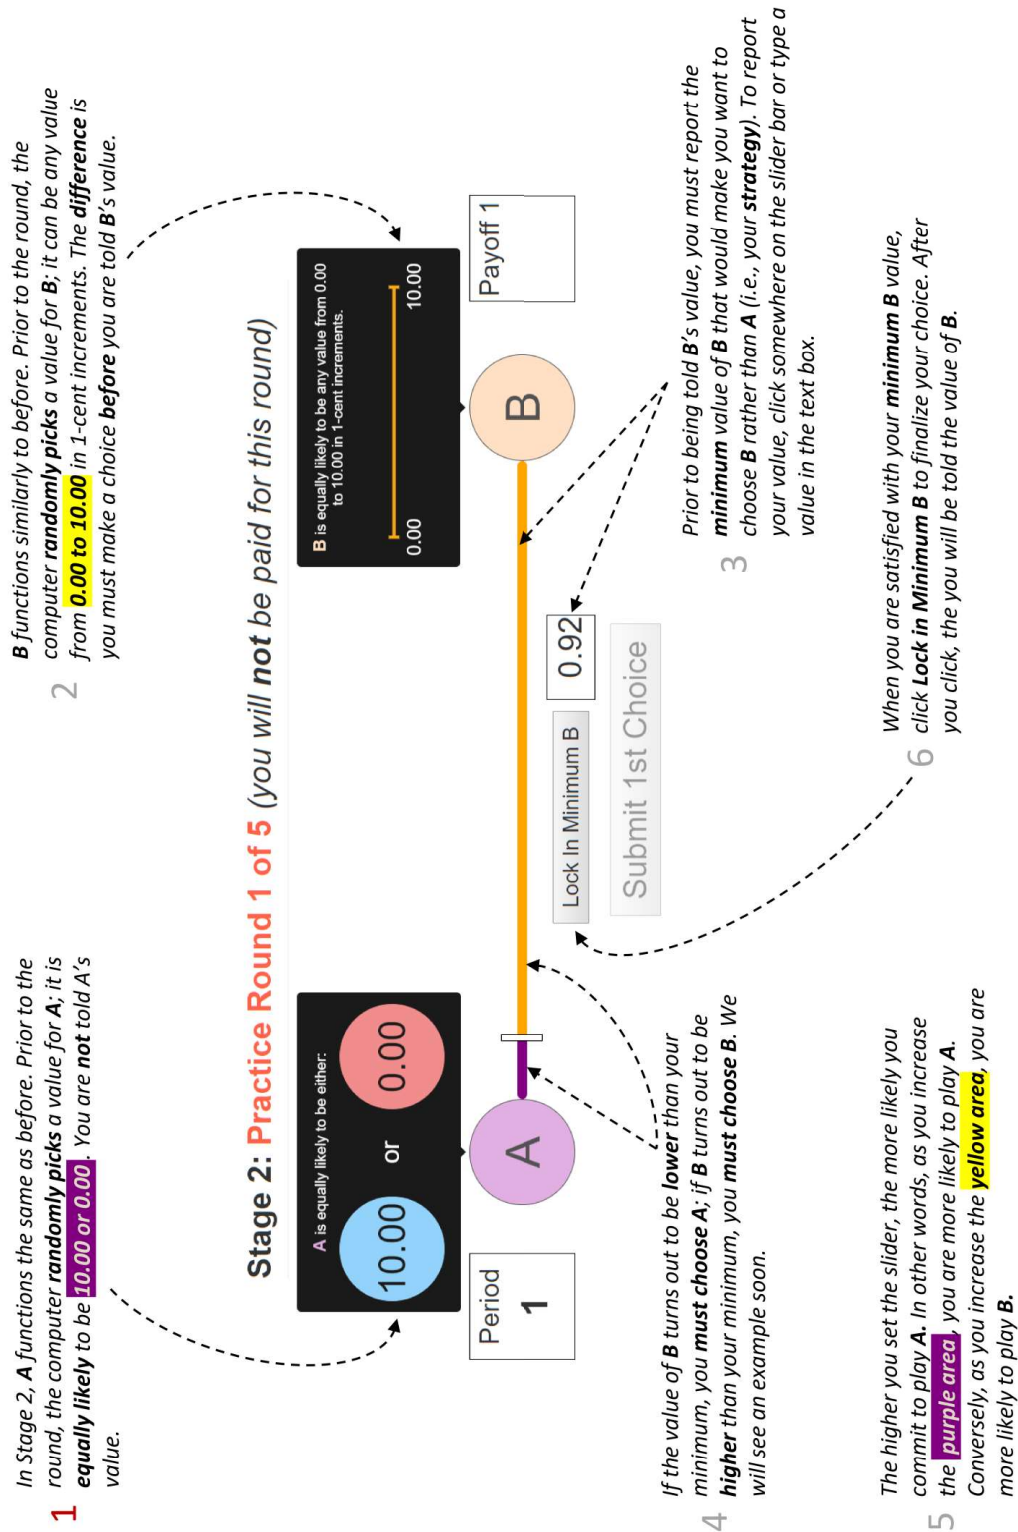 1
In Stage 2, A functions the same as before. Prior to the
round, the computer randomly picks a value for A; it is
equally likely to be 10.00 or 0.00 . You are not told A's
value.
2
B functions similarly to before. Prior to the round, the
computer randomly picks a value for B; it can be any value
from 0.00 to 10.00 in 1-cent increments. The difference is
you must make a choice before you are told B's value.
Stage 2: Practice Round 1 of 5 (you will not be paid for this round)
A is equally likely to be either:
10.00 or 0.00
B is equally likely to be any value from 0.00
to 10.00 in 1-cent increments.
0.00 10.00
Period
1
A
B
Payoff 1
Lock In Minimum B
0.92
Submit 1st Choice
4
If the value of B turns out to be lower than your
minimum, you must choose A; if B turns out to be
higher than your minimum, you must choose B. We
will see an example soon.
3
Prior to being told B's value, you must report the
minimum value of B that would make you want to
choose B rather than A (i.e., your strategy). To report
your value, click somewhere on the slider bar or type a
value in the text box.
5
The higher you set the slider, the more likely you
commit to play A. In other words, as you increase
the purple area, you are more likely to play A.
Conversely, as you increase the yellow area, you are
more likely to play B.
6
When you are satisfied with your minimum B value,
click Lock in Minimum B to finalize your choice. After
you click, the you will be told the value of B.